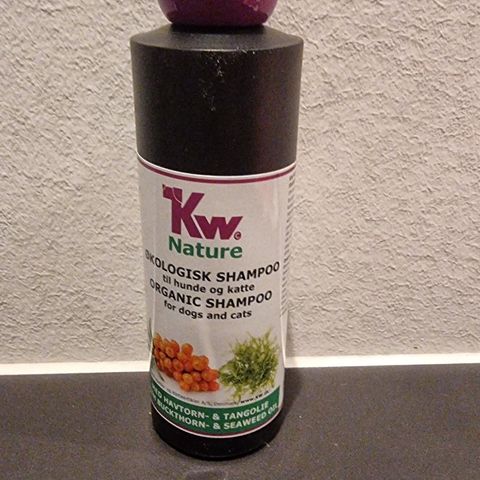 Kw
Nature
ØKOLOGISK SHAMPOO
til hunde og katte
ORGANIC SHAMPOO
for dogs and cats
HAVTORN- & TANGOLIE
BUCKTHORN- & SEAWEED OIL